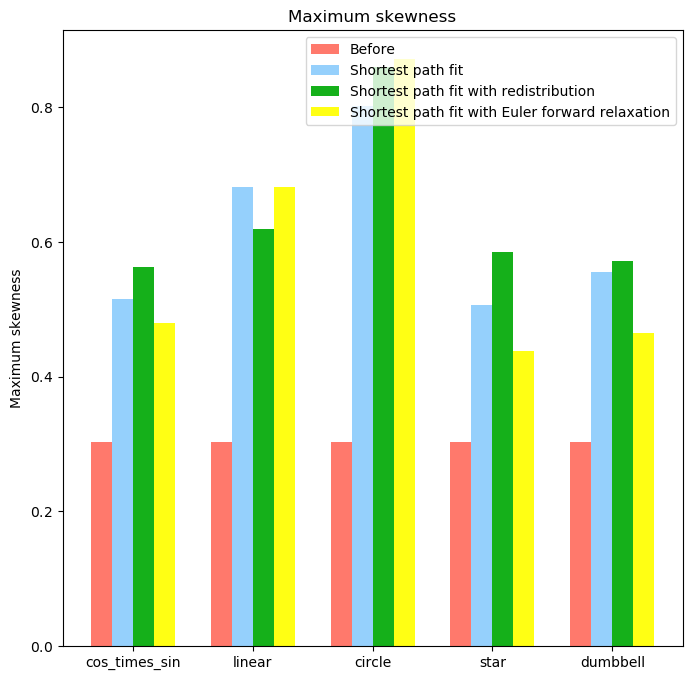 Maximum skewness
Before
Shortest path fit
Shortest path fit with redistribution
Shortest path fit with Euler forward relaxation
Maximum skewness
0.8
0.6
0.4
0.2
0.0
cos_times_sin linear circle star dumbbell